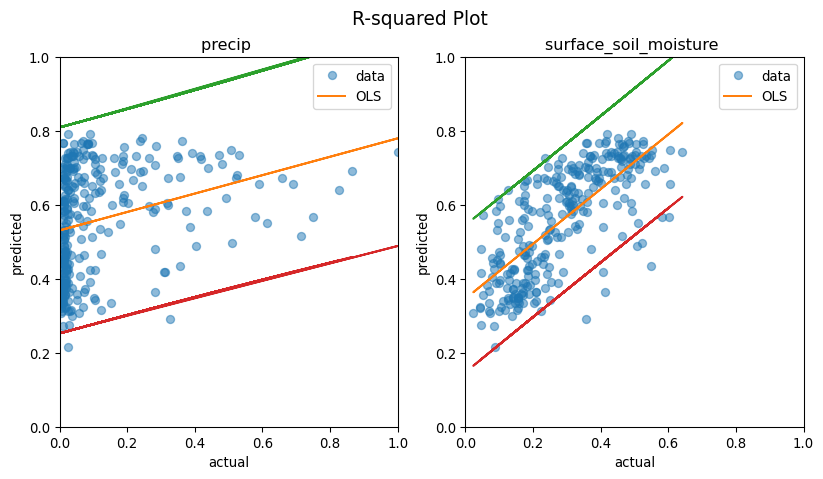 R-squared Plot
precip
data
OLS
1.0
0.8
0.6
0.4
0.2
0.0
predicted
0.0 0.2 0.4 0.6 0.8 1.0
actual
surface_soil_moisture
data
OLS
1.0
0.8
0.6
0.4
0.2
0.0
predicted
0.0 0.2 0.4 0.6 0.8 1.0
actual